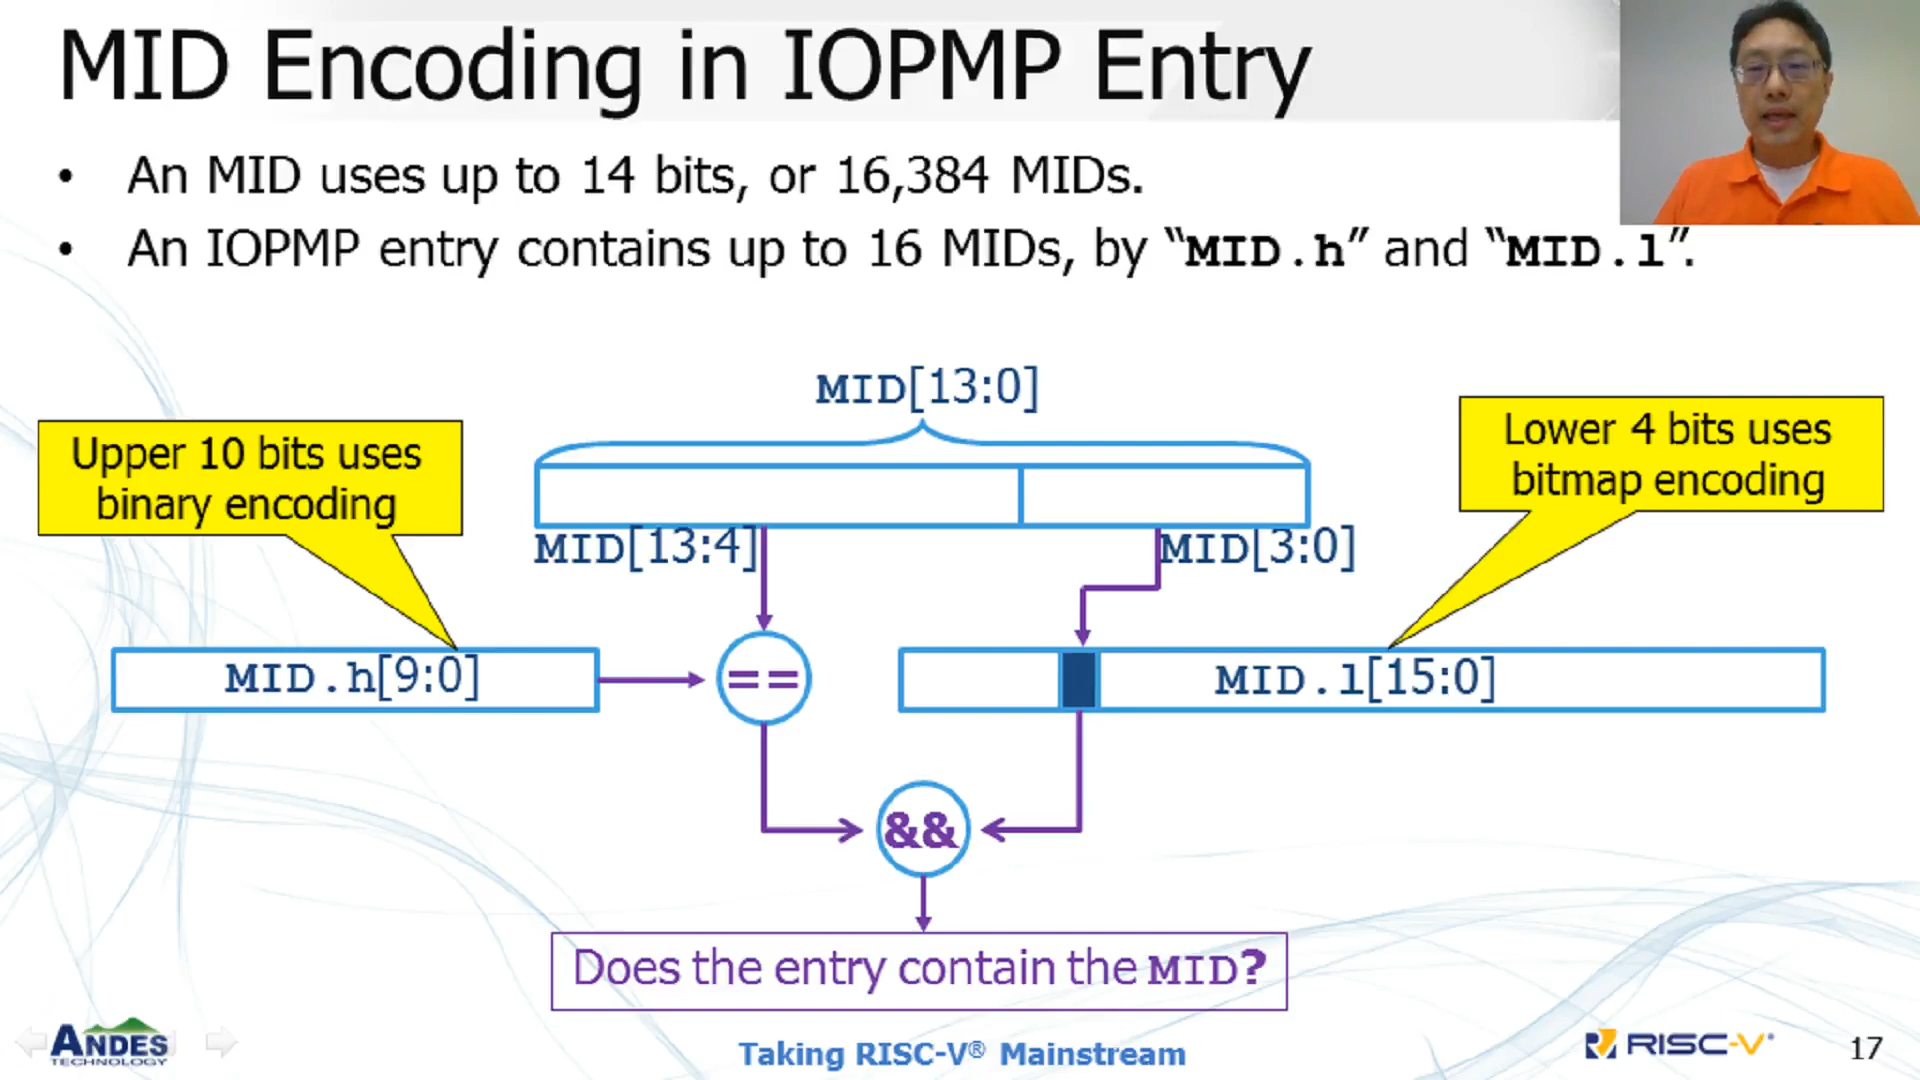 MID Encoding in IOPMP Entry
• An MID uses up to 14 bits, or 16,384 MIDs.
• An IOPMP entry contains up to 16 MIDs, by “MID.h” and “MID.l”.
MID[13:0]
Upper 10 bits uses
binary encoding
Lower 4 bits uses
bitmap encoding
MID[13:4]
MID[3:0]
MID.h[9:0]
==
MID.l[15:0]
&&
Does the entry contain the MID?
ANDES
TECHNOLOGY
Taking RISC-V® Mainstream
RISC-V®
17